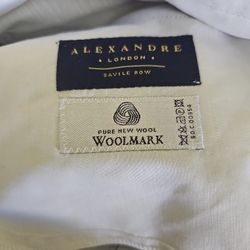 ALEXANDRE
• LONDON •
SAVILE ROW
PURE NEW WOOL
WOOLMARK